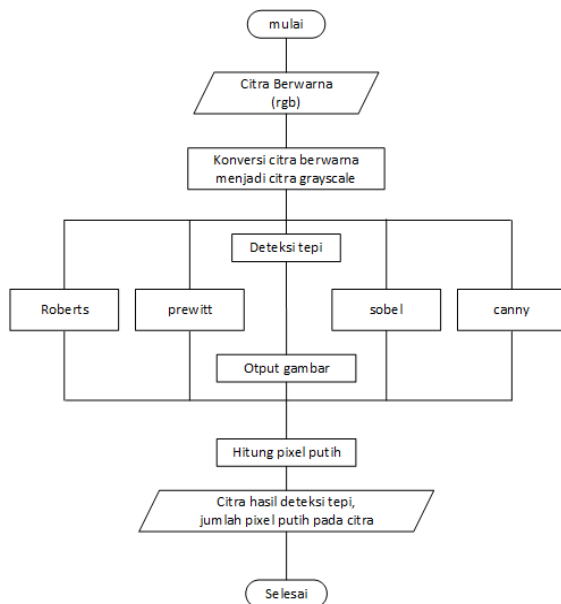 mulai
Citra Berwarna
(rgb)
Konversi citra berwarna
menjadi citra grayscale
Deteksi tepi
Roberts
prewitt
sobel
canny
Otput gambar
Hitung pixel putih
Citra hasil deteksi tepi,
jumlah pixel putih pada citra
Selesai